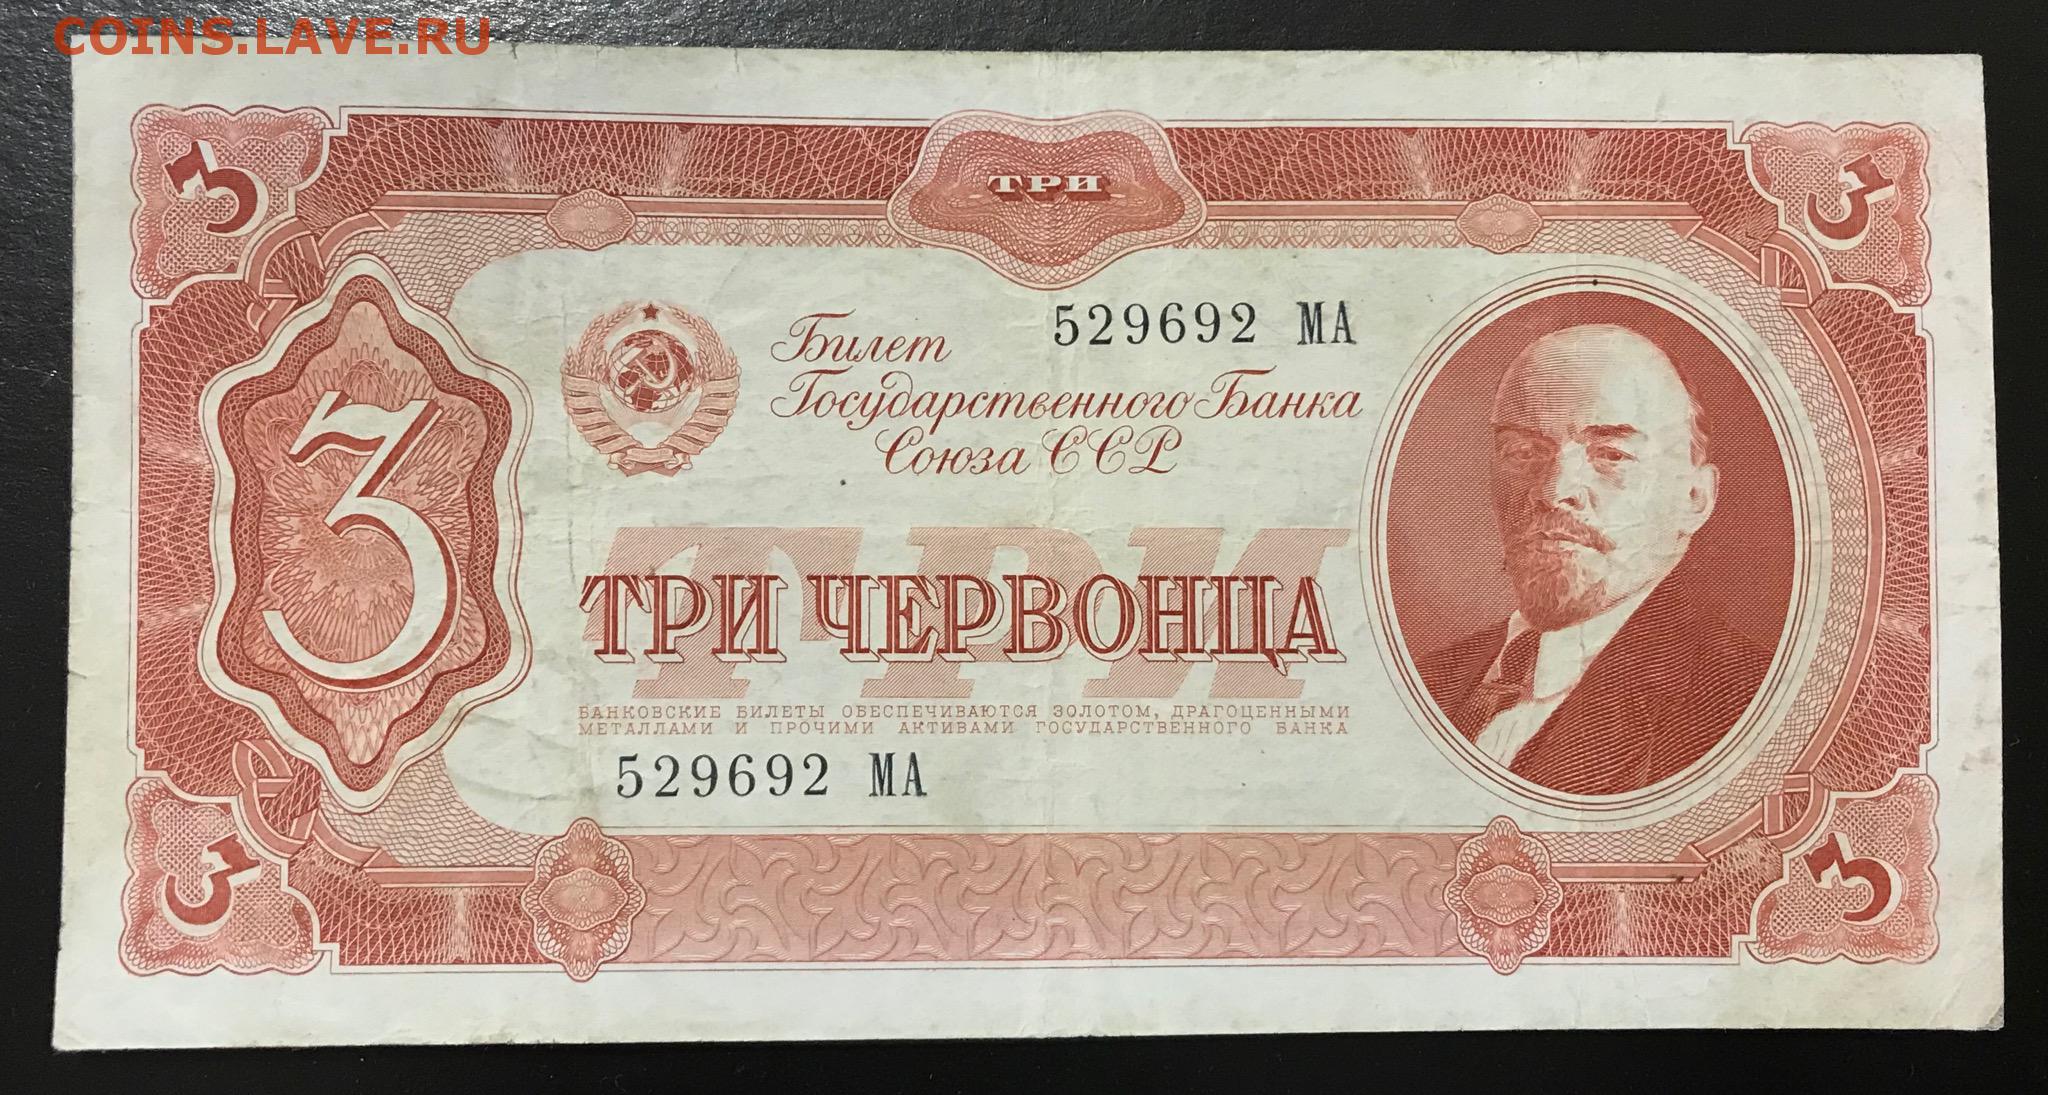 COINS.LAVE.RU
3
ТРИ
3
529692 МА
Билет
Государственного Банка
Союза ССР
3
ТРИ
ТРИ ЧЕРВОНЦА
БАНКОВСКИЕ БИЛЕТЫ ОБЕСПЕЧИВАЮТСЯ ЗОЛОТОМ, ДРАГОЦЕННЫМИ
МЕТАЛЛАМИ И ПРОЧИМИ АКТИВАМИ ГОСУДАРСТВЕННОГО БАНКА
529692 МА
3
3